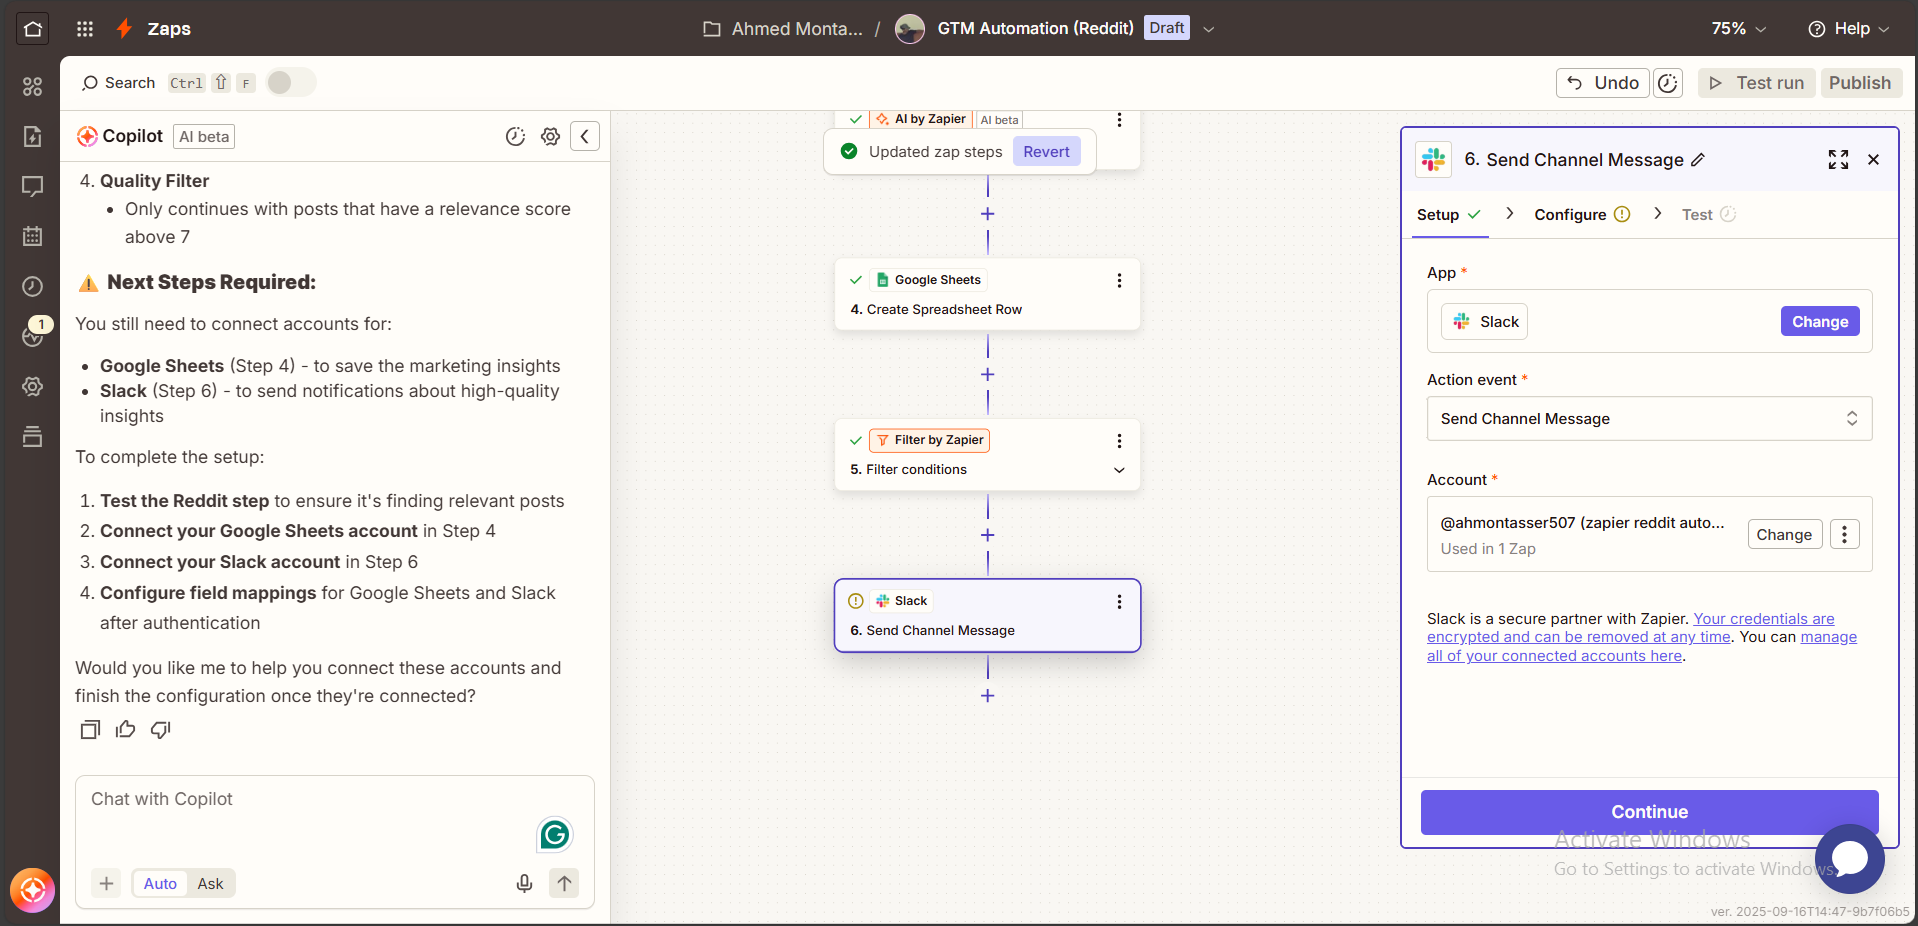 Zaps
Ahmed Monta... / GTM Automation (Reddit) Draft
75%
Help
Search Ctrl ⇧ F
Undo
Test run
Publish
Copilot AI beta
4. Quality Filter
• Only continues with posts that have a relevance score
above 7
⚠️ Next Steps Required:
You still need to connect accounts for:
• Google Sheets (Step 4) - to save the marketing insights
• Slack (Step 6) - to send notifications about high-quality
insights
To complete the setup:
1. Test the Reddit step to ensure it's finding relevant posts
2. Connect your Google Sheets account in Step 4
3. Connect your Slack account in Step 6
4. Configure field mappings for Google Sheets and Slack
after authentication
Would you like me to help you connect these accounts and
finish the configuration once they're connected?
Chat with Copilot
Auto Ask
1
AI by Zapier AI beta
Updated zap steps Revert
Google Sheets
4. Create Spreadsheet Row
Filter by Zapier
5. Filter conditions
Slack
6. Send Channel Message
6. Send Channel Message
Setup
Configure
Test
App *
Slack
Change
Action event *
Send Channel Message
Account *
@ahmontasser507 (zapier reddit auto...
Used in 1 Zap
Change
Slack is a secure partner with Zapier. Your credentials are
encrypted and can be removed at any time. You can manage
all of your connected accounts here.
Continue
Activate Windows
Go to Settings to activate Windows.
ver. 2025-09-16T14:47-9b7f06b5